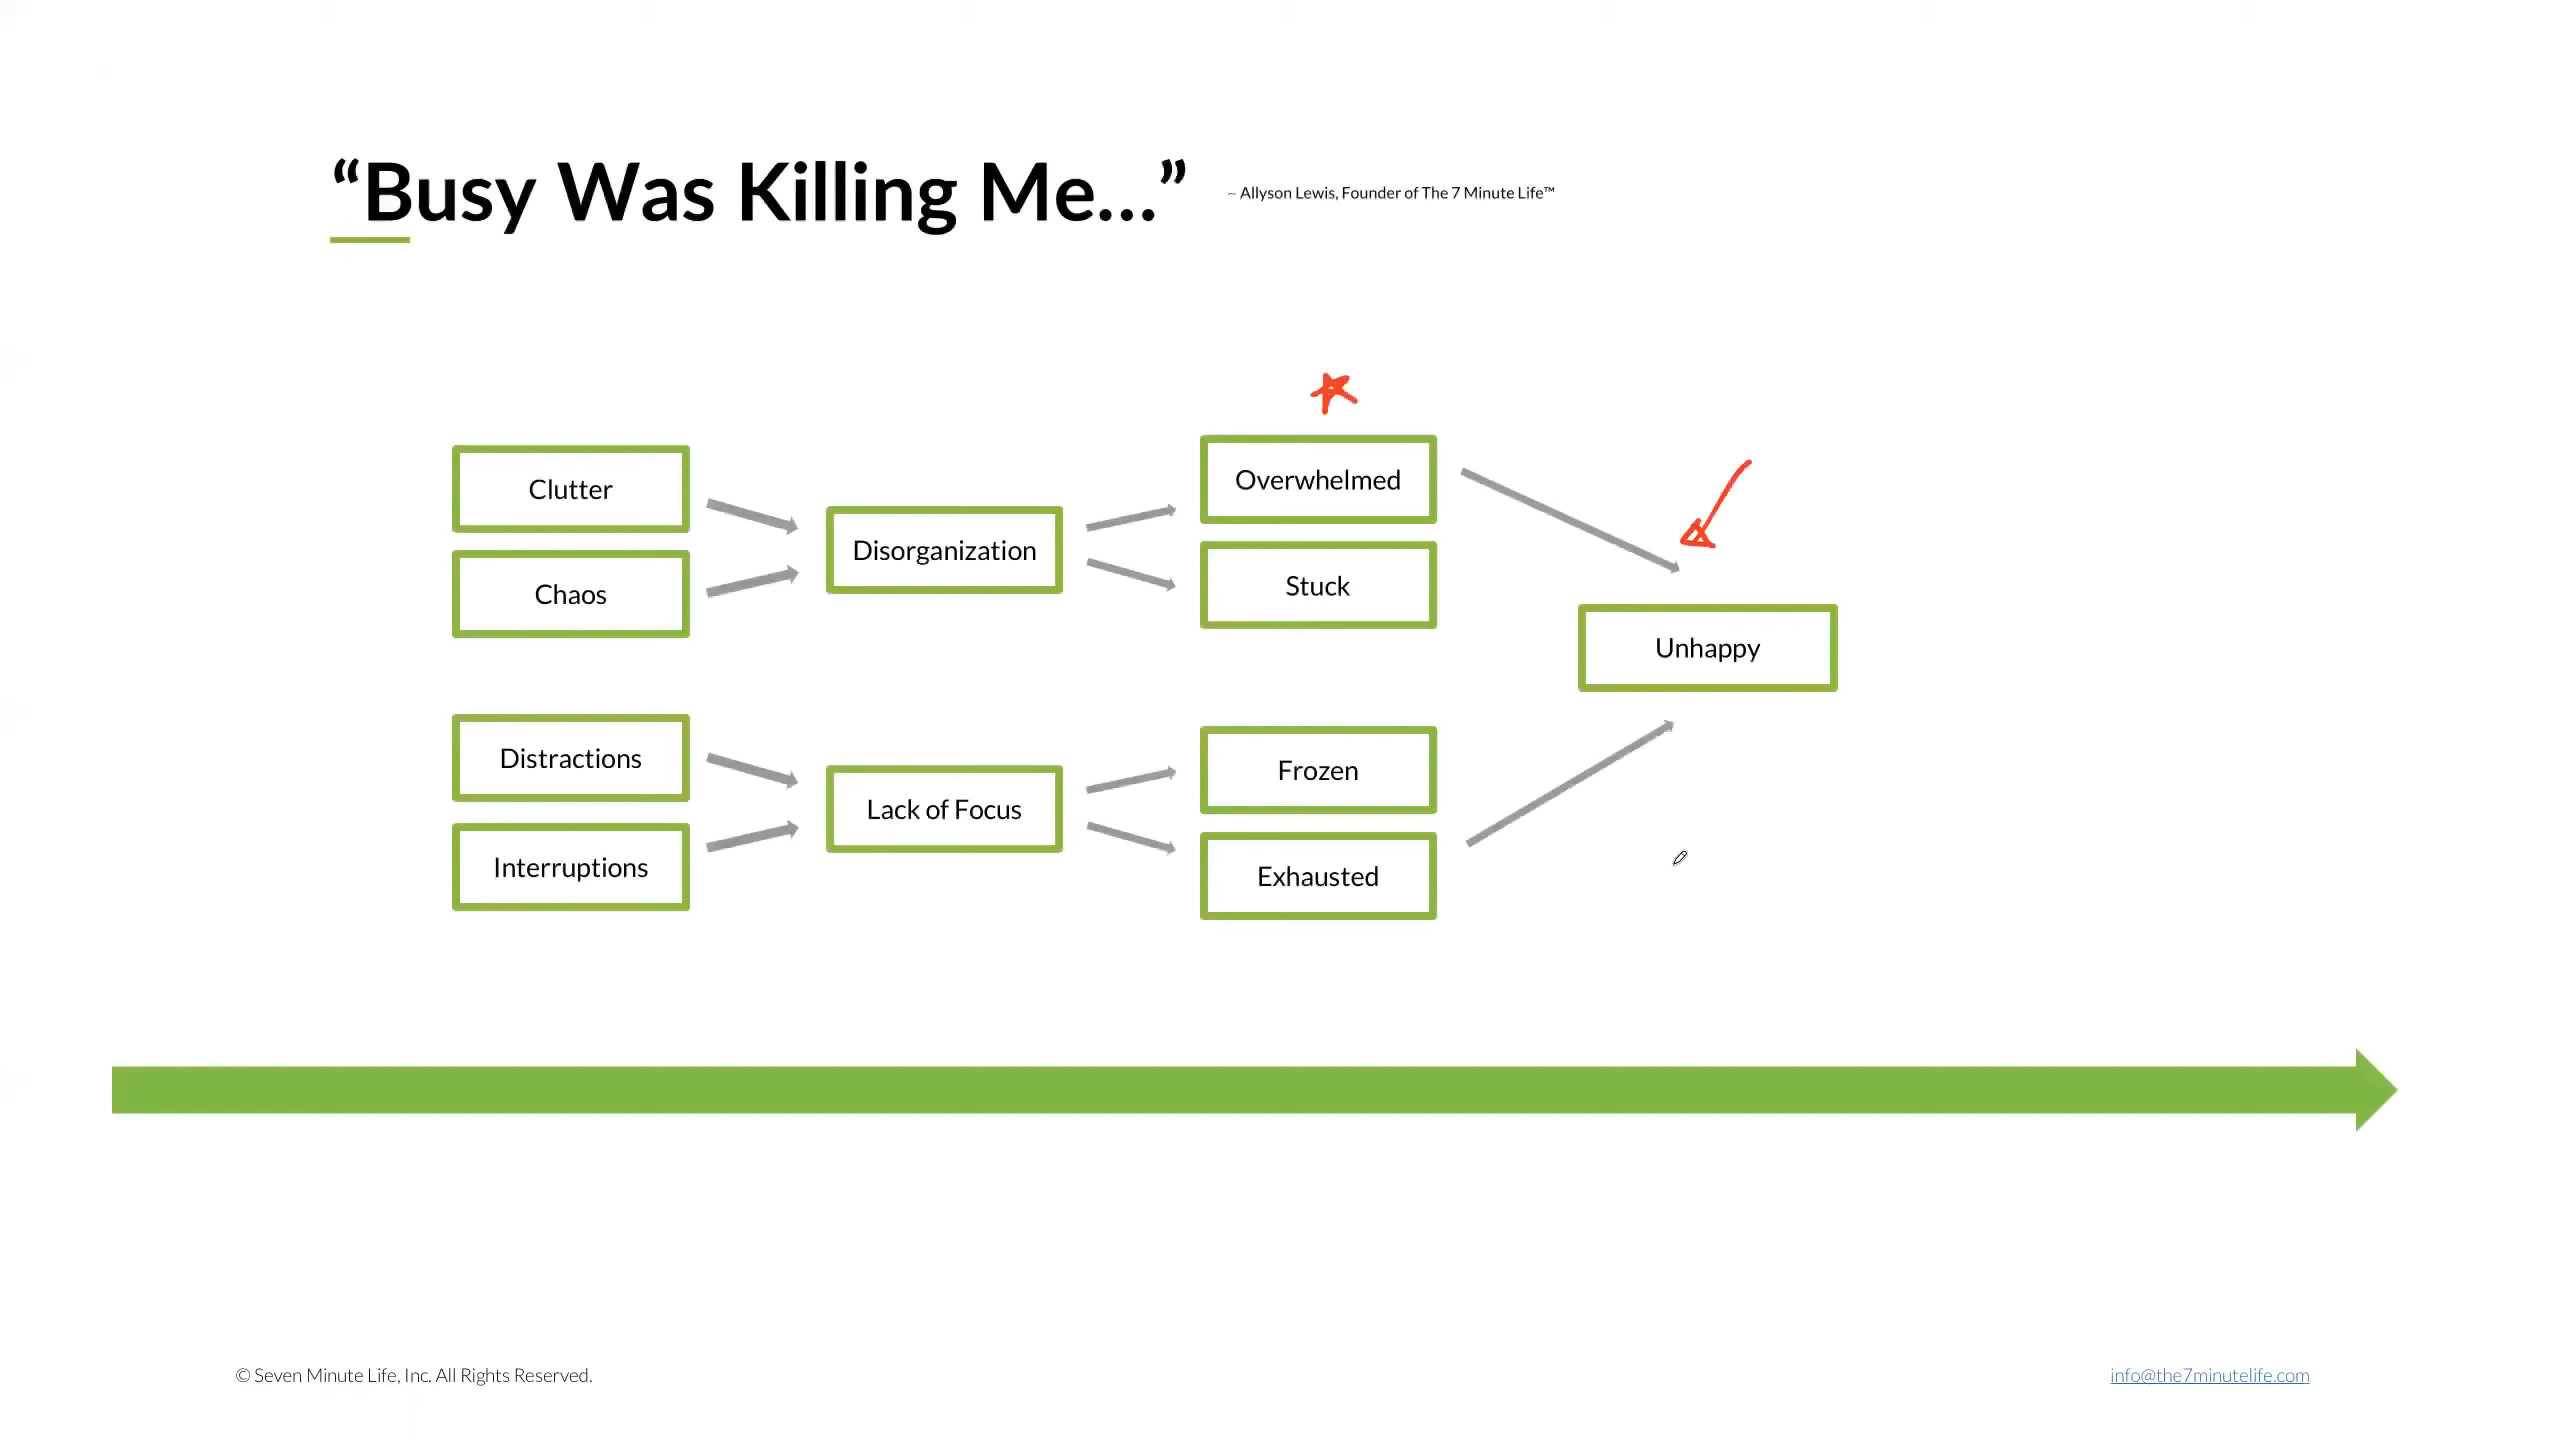 “Busy Was Killing Me...”
~ Allyson Lewis, Founder of The 7 Minute Life™
Clutter
Chaos
Disorganization
Overwhelmed
Stuck
Distractions
Interruptions
Lack of Focus
Frozen
Exhausted
Unhappy
© Seven Minute Life, Inc. All Rights Reserved.
info@the7minutelife.com